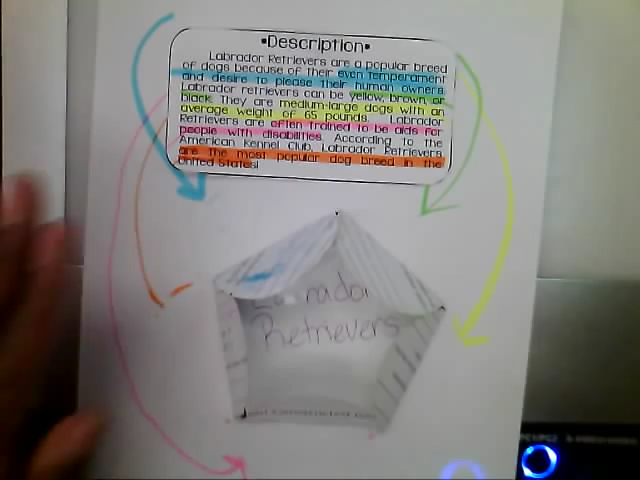 •Description•
Labrador Retrievers are a popular breed
of dogs because of their even temperament
and desire to please their human owners.
Labrador retrievers can be yellow, brown, or
black. They are medium-large dogs with an
average weight of 65 pounds. Labrador
Retrievers are often trained to be aids for
people with disabilities. According to the
American Kennel Club, Labrador Retrievers
are the most popular dog breed in the
United States!
Retrievers